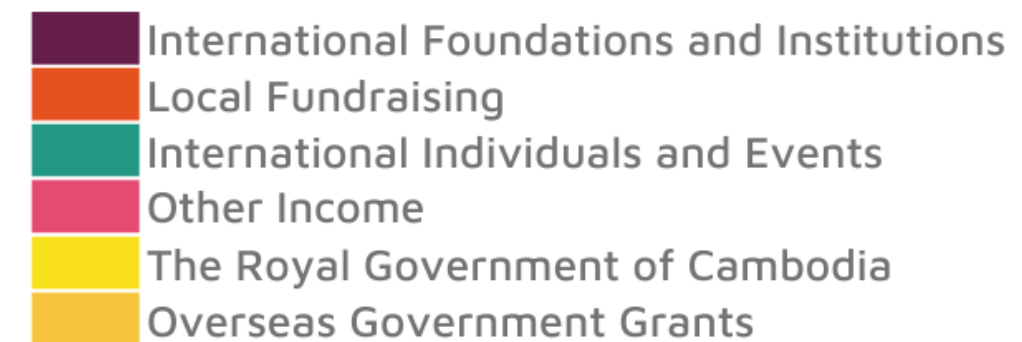 International Foundations and Institutions
Local Fundraising
International Individuals and Events
Other Income
The Royal Government of Cambodia
Overseas Government Grants